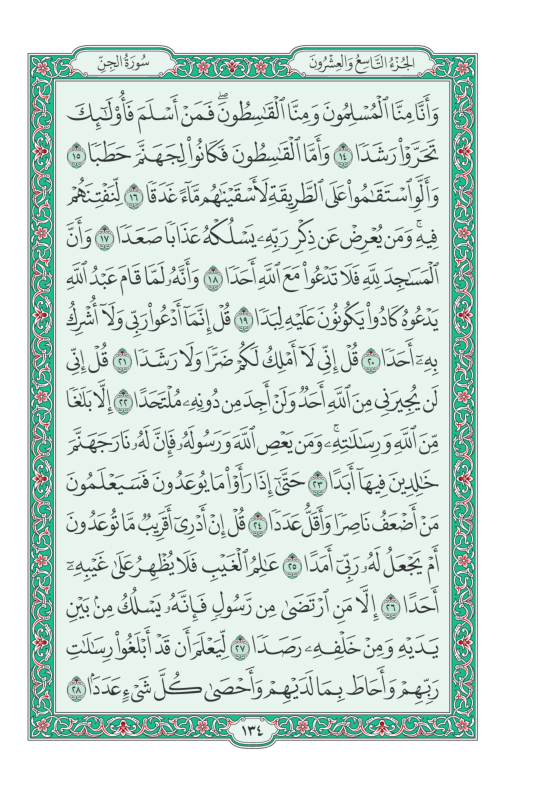 الجُزْءُ التَّاسِعُ وَالْعِشْرُونَ
سُورَةُ الجِنِّ
وَأَنَّا مِنَّا ٱلْمُسْلِمُونَ وَمِنَّا ٱلْقَٰسِطُونَۖ فَمَنْ أَسْلَمَ فَأُو۟لَٰٓئِكَ
تَحَرَّوْا۟ رَشَدًا ١٤ وَأَمَّا ٱلْقَٰسِطُونَ فَكَانُوا۟ لِجَهَنَّمَ حَطَبًا ١٥
وَأَلَّوِ ٱسْتَقَٰمُوا۟ عَلَى ٱلطَّرِيقَةِ لَأَسْقَيْنَٰهُم مَّآءً غَدَقًا ١٦ لِّنَفْتِنَهُمْ
فِيهِۚ وَمَن يُعْرِضْ عَن ذِكْرِ رَبِّهِۦ يَسْلُكْهُ عَذَابًا صَعَدًا ١٧ وَأَنَّ
ٱلْمَسَٰجِدَ لِلَّهِ فَلَا تَدْعُوا۟ مَعَ ٱللَّهِ أَحَدًا ١٨ وَأَنَّهُۥ لَمَّا قَامَ عَبْدُ ٱللَّهِ
يَدْعُوهُ كَادُوا۟ يَكُونُونَ عَلَيْهِ لِبَدًا ١٩ قُلْ إِنَّمَآ أَدْعُوا۟ رَبِّى وَلَآ أُشْرِكُ
بِهِۦٓ أَحَدًا ٢٠ قُلْ إِنِّى لَآ أَمْلِكُ لَكُمْ ضَرًّا وَلَا رَشَدًا ٢١ قُلْ إِنِّى
لَن يُجِيرَنِى مِنَ ٱللَّهِ أَحَدٌ وَلَنْ أَجِدَ مِن دُونِهِۦ مُلْتَحَدًا ٢٢ إِلَّا بَلَٰغًا
مِّنَ ٱللَّهِ وَرِسَٰلَٰتِهِۦۚ وَمَن يَعْصِ ٱللَّهَ وَرَسُولَهُۥ فَإِنَّ لَهُۥ نَارَ جَهَنَّمَ
خَٰلِدِينَ فِيهَآ أَبَدًا ٢٣ حَتَّىٰٓ إِذَا رَأَوْا۟ مَا يُوعَدُونَ فَسَيَعْلَمُونَ
مَنْ أَضْعَفُ نَاصِرًا وَأَقَلُّ عَدَدًا ٢٤ قُلْ إِنْ أَدْرِىٓ أَقَرِيبٌ مَّا تُوعَدُونَ
أَمْ يَجْعَلُ لَهُۥ رَبِّىٓ أَمَدًا ٢٥ عَٰلِمُ ٱلْغَيْبِ فَلَا يُظْهِرُ عَلَىٰ غَيْبِهِۦٓ
أَحَدًا ٢٦ إِلَّا مَنِ ٱرْتَضَىٰ مِن رَّسُولٍ فَإِنَّهُۥ يَسْلُكُ مِنۢ بَيْنِ
يَدَيْهِ وَمِنْ خَلْفِهِۦ رَصَدًا ٢٧ لِّيَعْلَمَ أَن قَدْ أَبْلَغُوا۟ رِسَٰلَٰتِ
رَبِّهِمْ وَأَحَاطَ بِمَا لَدَيْهِمْ وَأَحْصَىٰ كُلَّ شَىْءٍ عَدَدًۢا ٢٨
١٣٤